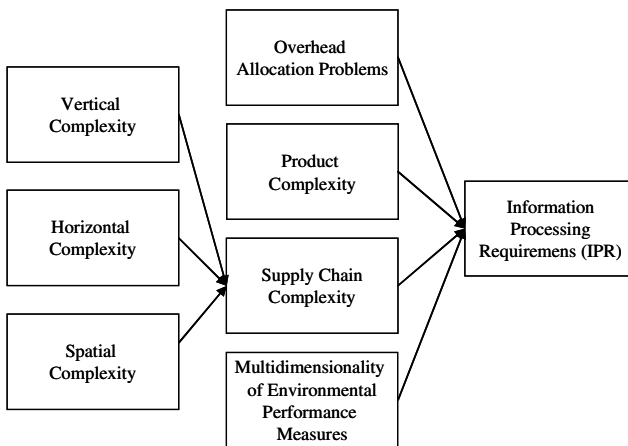 Overhead
Allocation Problems
Vertical
Complexity
Product
Complexity
Horizontal
Complexity
Information
Processing
Requiremens (IPR)
Supply Chain
Complexity
Spatial
Complexity
Multidimensionality
of Environmental
Performance
Measures